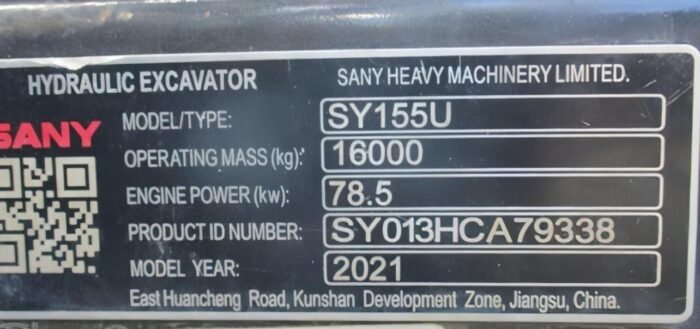 HYDRAULIC EXCAVATOR SANY HEAVY MACHINERY LIMITED.
SANY
MODEL/TYPE: SY155U
OPERATING MASS (kg): 16000
ENGINE POWER (kw): 78.5
PRODUCT ID NUMBER: SY013HCA79338
MODEL YEAR: 2021
East Huancheng Road, Kunshan Development Zone, Jiangsu, China.